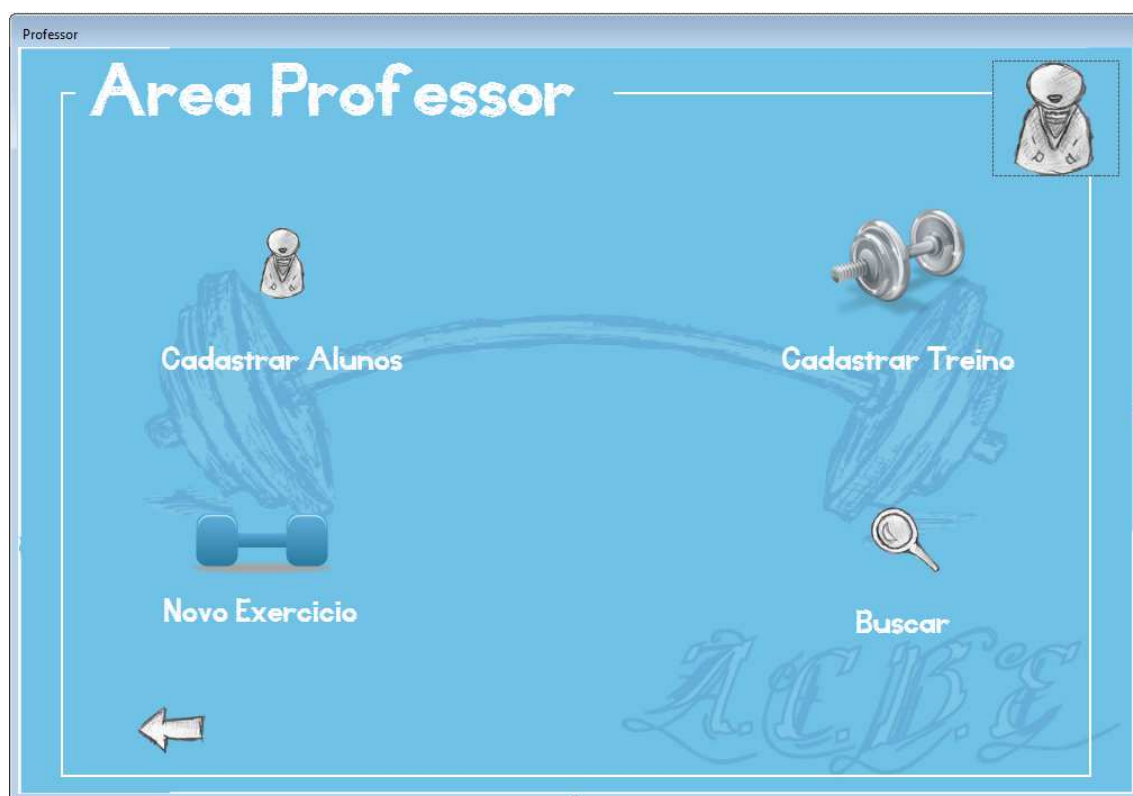 Professor
Area Professor
Cadastrar Alunos
Cadastrar Treino
Novo Exercicio
Buscar
A.C.B.E